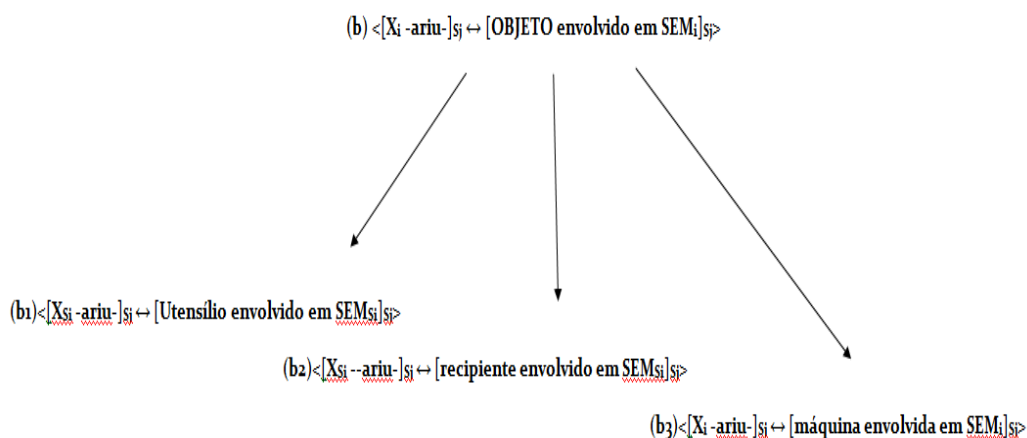 (b) <[Xᵢ -ariu-]sⱼ ↔ [OBJETO envolvido em SEMᵢ]sⱼ>
(b1)<[Xsᵢ -ariu-]sⱼ ↔ [Utensílio envolvido em SEMsᵢ]sⱼ>
(b2)<[Xsᵢ --ariu-]sⱼ ↔ [recipiente envolvido em SEMsᵢ]sⱼ>
(b3)<[Xᵢ -ariu-]sⱼ ↔ [máquina envolvida em SEMᵢ]sⱼ>